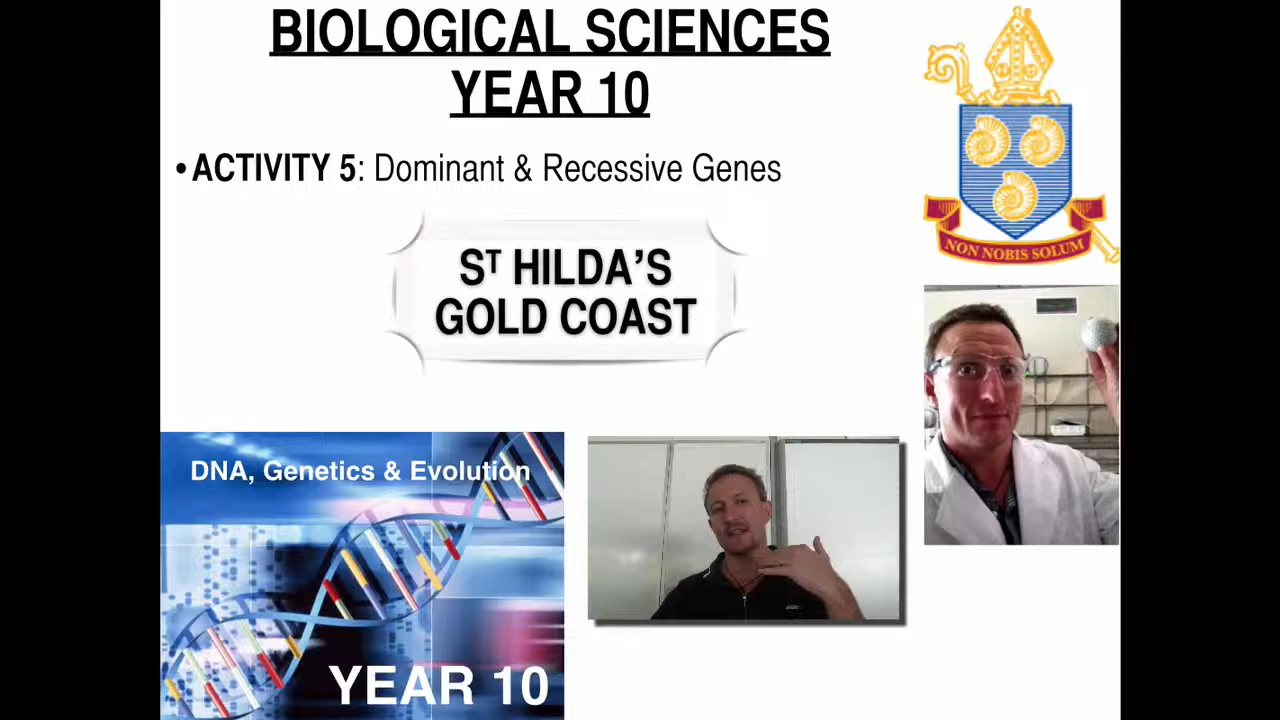 BIOLOGICAL SCIENCES
YEAR 10
• ACTIVITY 5: Dominant & Recessive Genes
NON NOBIS SOLUM
Sᵀ HILDA’S
GOLD COAST
DNA, Genetics & Evolution
YEAR 10